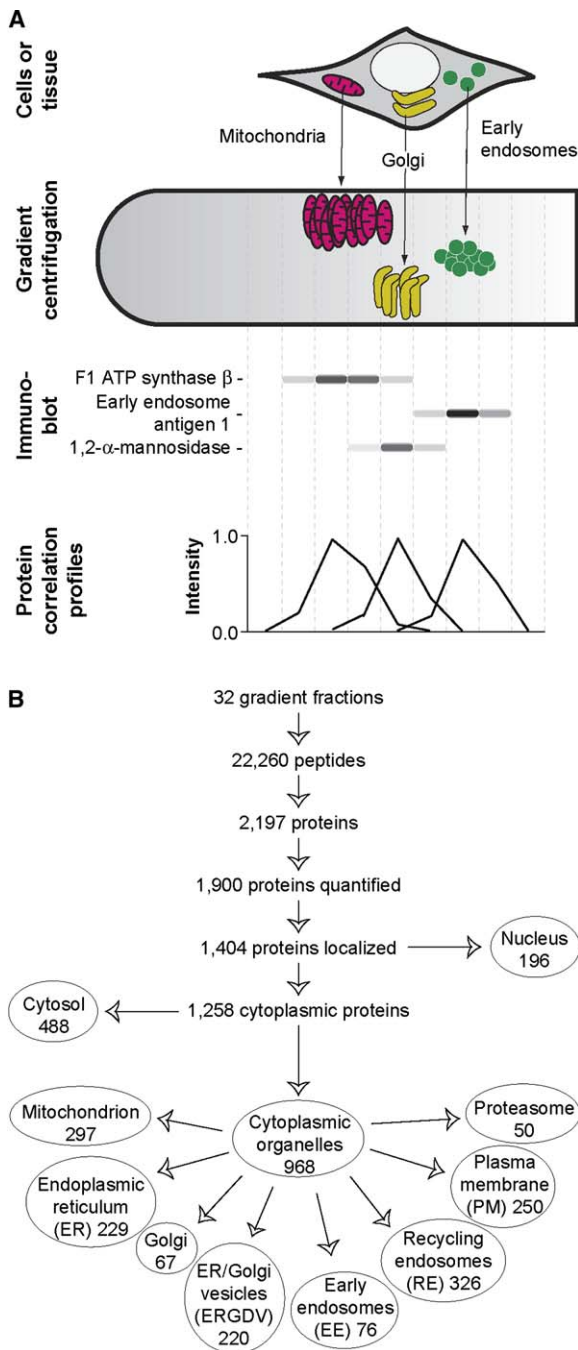 A
Cells or
tissue
Mitochondria
Golgi
Early
endosomes
Gradient
centrifugation
Immuno-
blot
F1 ATP synthase β -
Early endosome
antigen 1 -
1,2-α-mannosidase -
Protein
correlation
profiles
Intensity
1.0
0.0
B
32 gradient fractions
22,260 peptides
2,197 proteins
1,900 proteins quantified
1,404 proteins localized
Nucleus
196
Cytosol
488
1,258 cytoplasmic proteins
Mitochondrion
297
Cytoplasmic
organelles
968
Proteasome
50
Endoplasmic
reticulum
(ER) 229
Plasma
membrane
(PM) 250
Golgi
67
ER/Golgi
vesicles
(ERGDV)
220
Early
endosomes
(EE) 76
Recycling
endosomes
(RE) 326